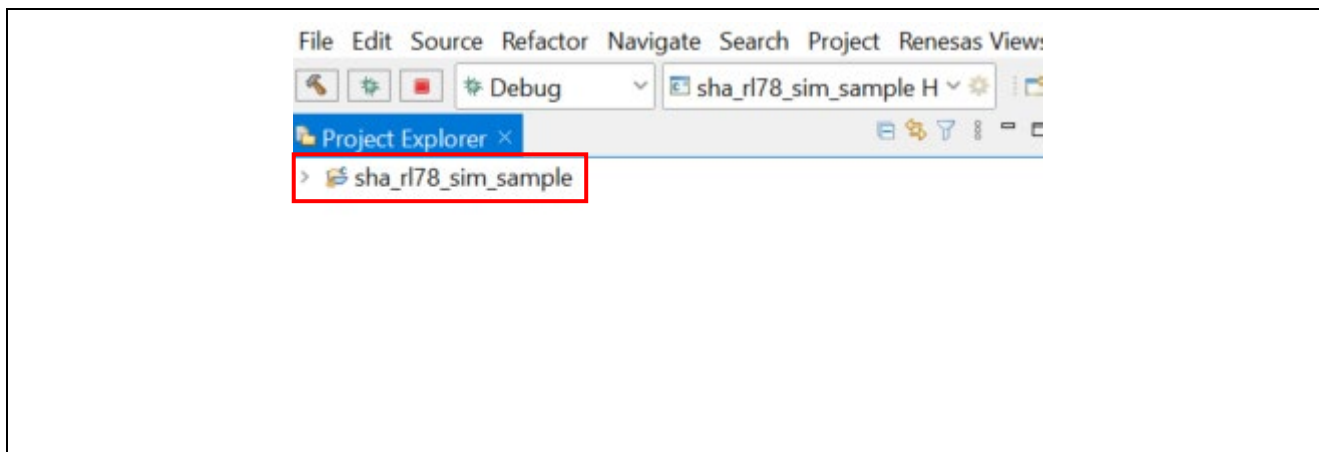 File Edit Source Refactor Navigate Search Project Renesas Views
Debug sha_rl78_sim_sample H
Project Explorer
sha_rl78_sim_sample